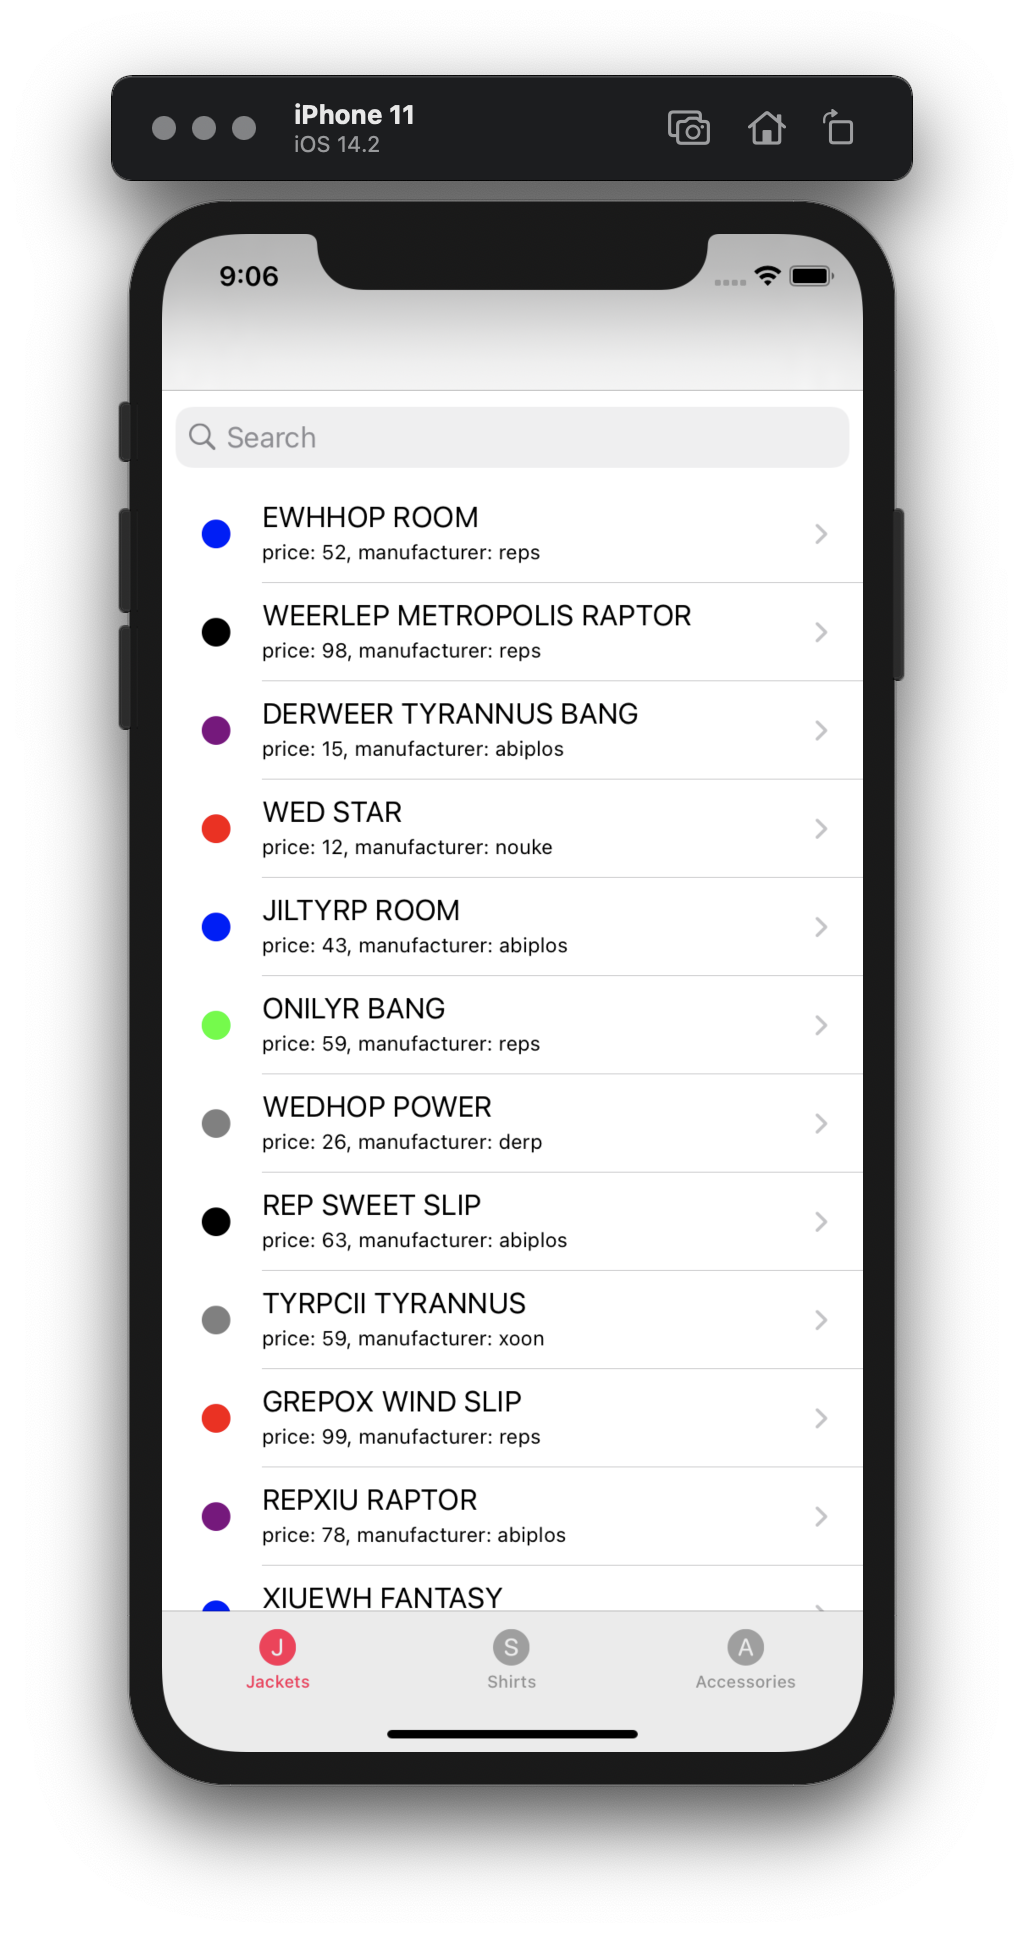 iPhone 11
iOS 14.2
9:06
Search
EWHHOP ROOM
price: 52, manufacturer: reps
WEERLEP METROPOLIS RAPTOR
price: 98, manufacturer: reps
DERWEER TYRANNUS BANG
price: 15, manufacturer: abiplos
WED STAR
price: 12, manufacturer: nouke
JILTYRP ROOM
price: 43, manufacturer: abiplos
ONILYR BANG
price: 59, manufacturer: reps
WEDHOP POWER
price: 26, manufacturer: derp
REP SWEET SLIP
price: 63, manufacturer: abiplos
TYRPCII TYRANNUS
price: 59, manufacturer: xoon
GREPOX WIND SLIP
price: 99, manufacturer: reps
REPXIU RAPTOR
price: 78, manufacturer: abiplos
XIUEWH FANTASY
J S A
Jackets Shirts Accessories